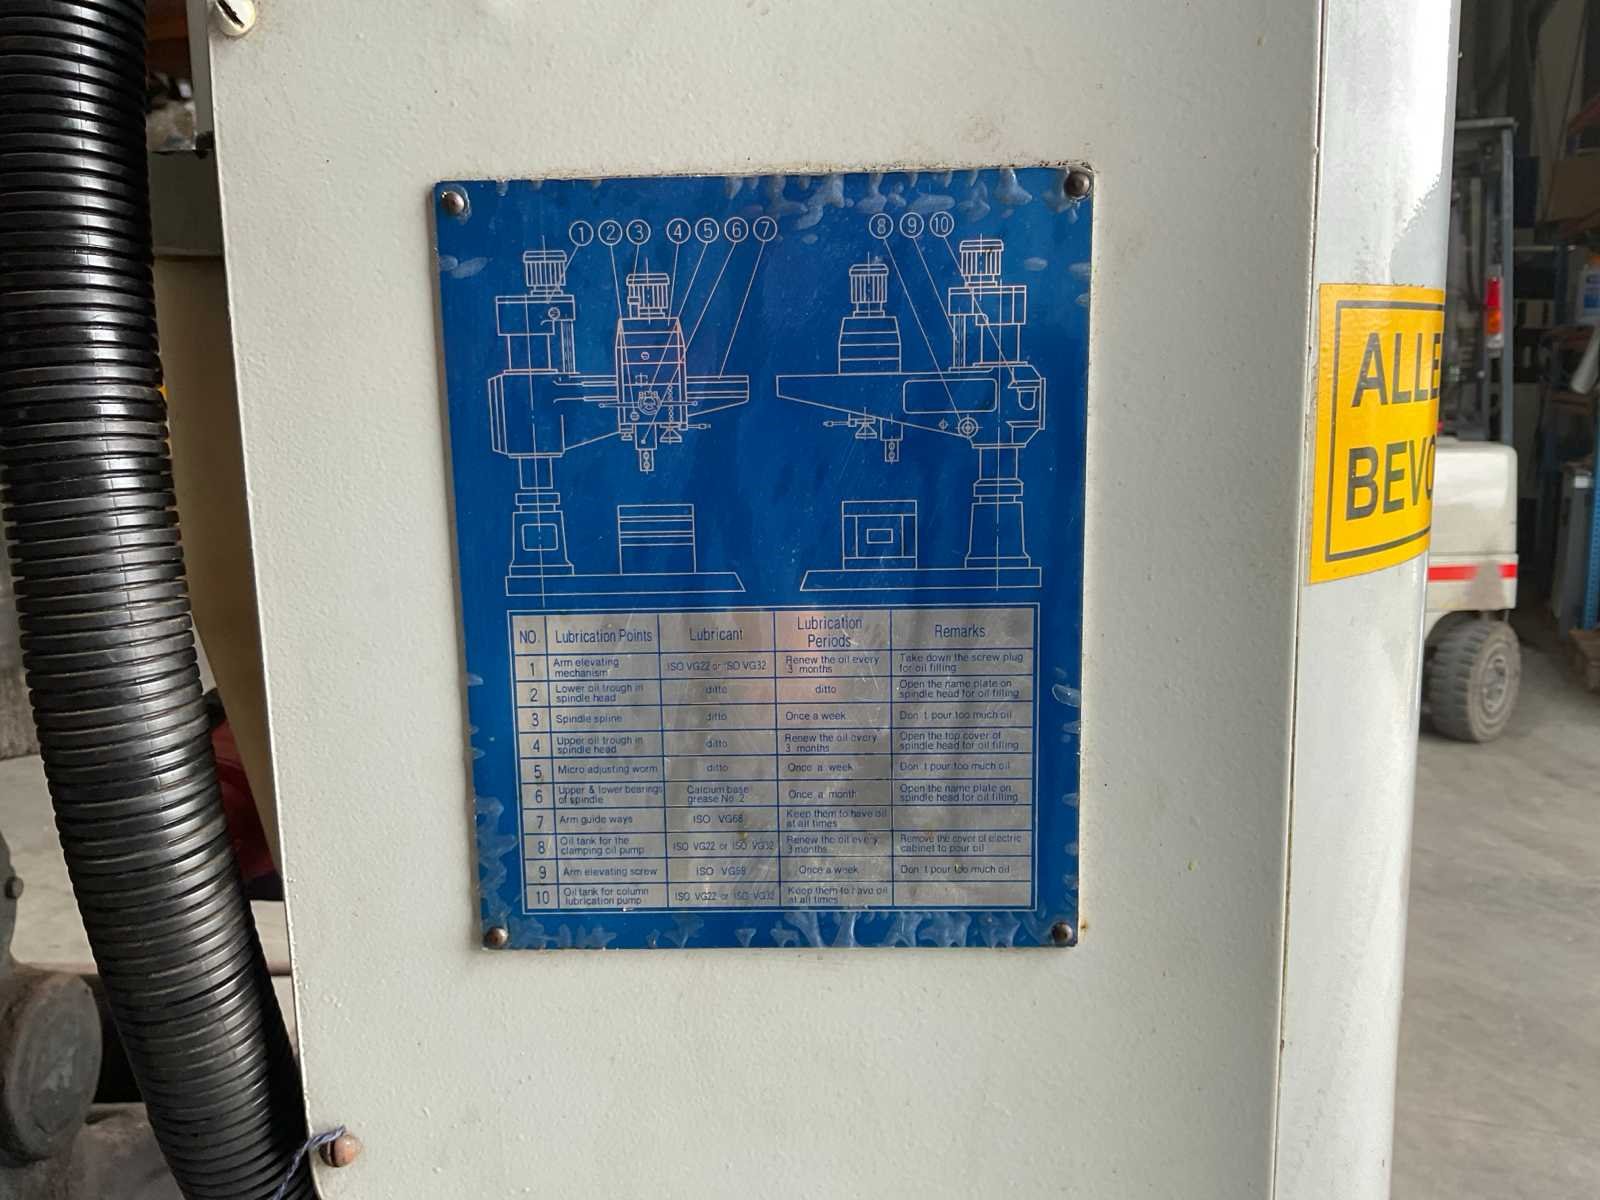 1 2 3 4 5 6 7 8 9 10
NO. Lubrication Points Lubricant Lubrication Periods Remarks
1 Arm elevating mechanism ISO VG22 or ISO VG32 Renew the oil every 3 months Take down the screw plug for oil filling
2 Lower oil trough in spindle head ditto ditto Open the name plate on spindle head for oil filling
3 Spindle spline ditto Once a week Don t pour too much oil
4 Upper oil trough in spindle head ditto Renew the oil every 3 months Open the top cover of spindle head for oil filling
5 Micro adjusting worm ditto Once a week Don t pour too much oil
6 Upper & lower bearings of spindle Calcium base grease No 2 Once a month Open the name plate on spindle head for oil filling
7 Arm guide ways ISO VG68 Keep them to have oil at all times
8 Oil tank for the clamping oil pump ISO VG22 or ISO VG32 Renew the oil every 3 months Remove the cover of electric cabinet to pour oil
9 Arm elevating screw ISO VG68 Once a week Don t pour too much oil
10 Oil tank for column lubrication pump ISO VG22 or ISO VG32 Keep them to have oil at all times
ALLE
BEVO